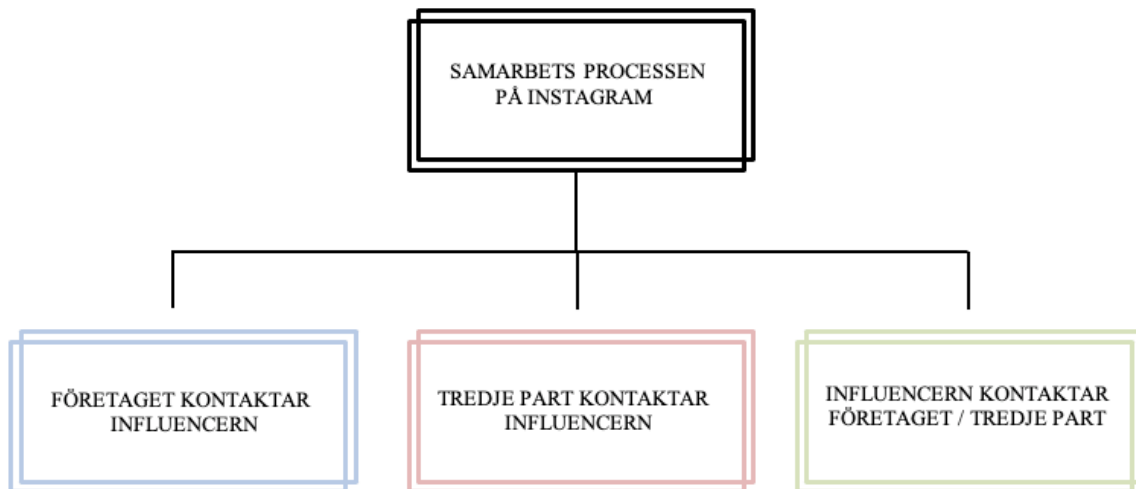 SAMARBETS PROCESSEN
PÅ INSTAGRAM
FÖRETAGET KONTAKTAR
INFLUENCERN
TREDJE PART KONTAKTAR
INFLUENCERN
INFLUENCERN KONTAKTAR
FÖRETAGET / TREDJE PART